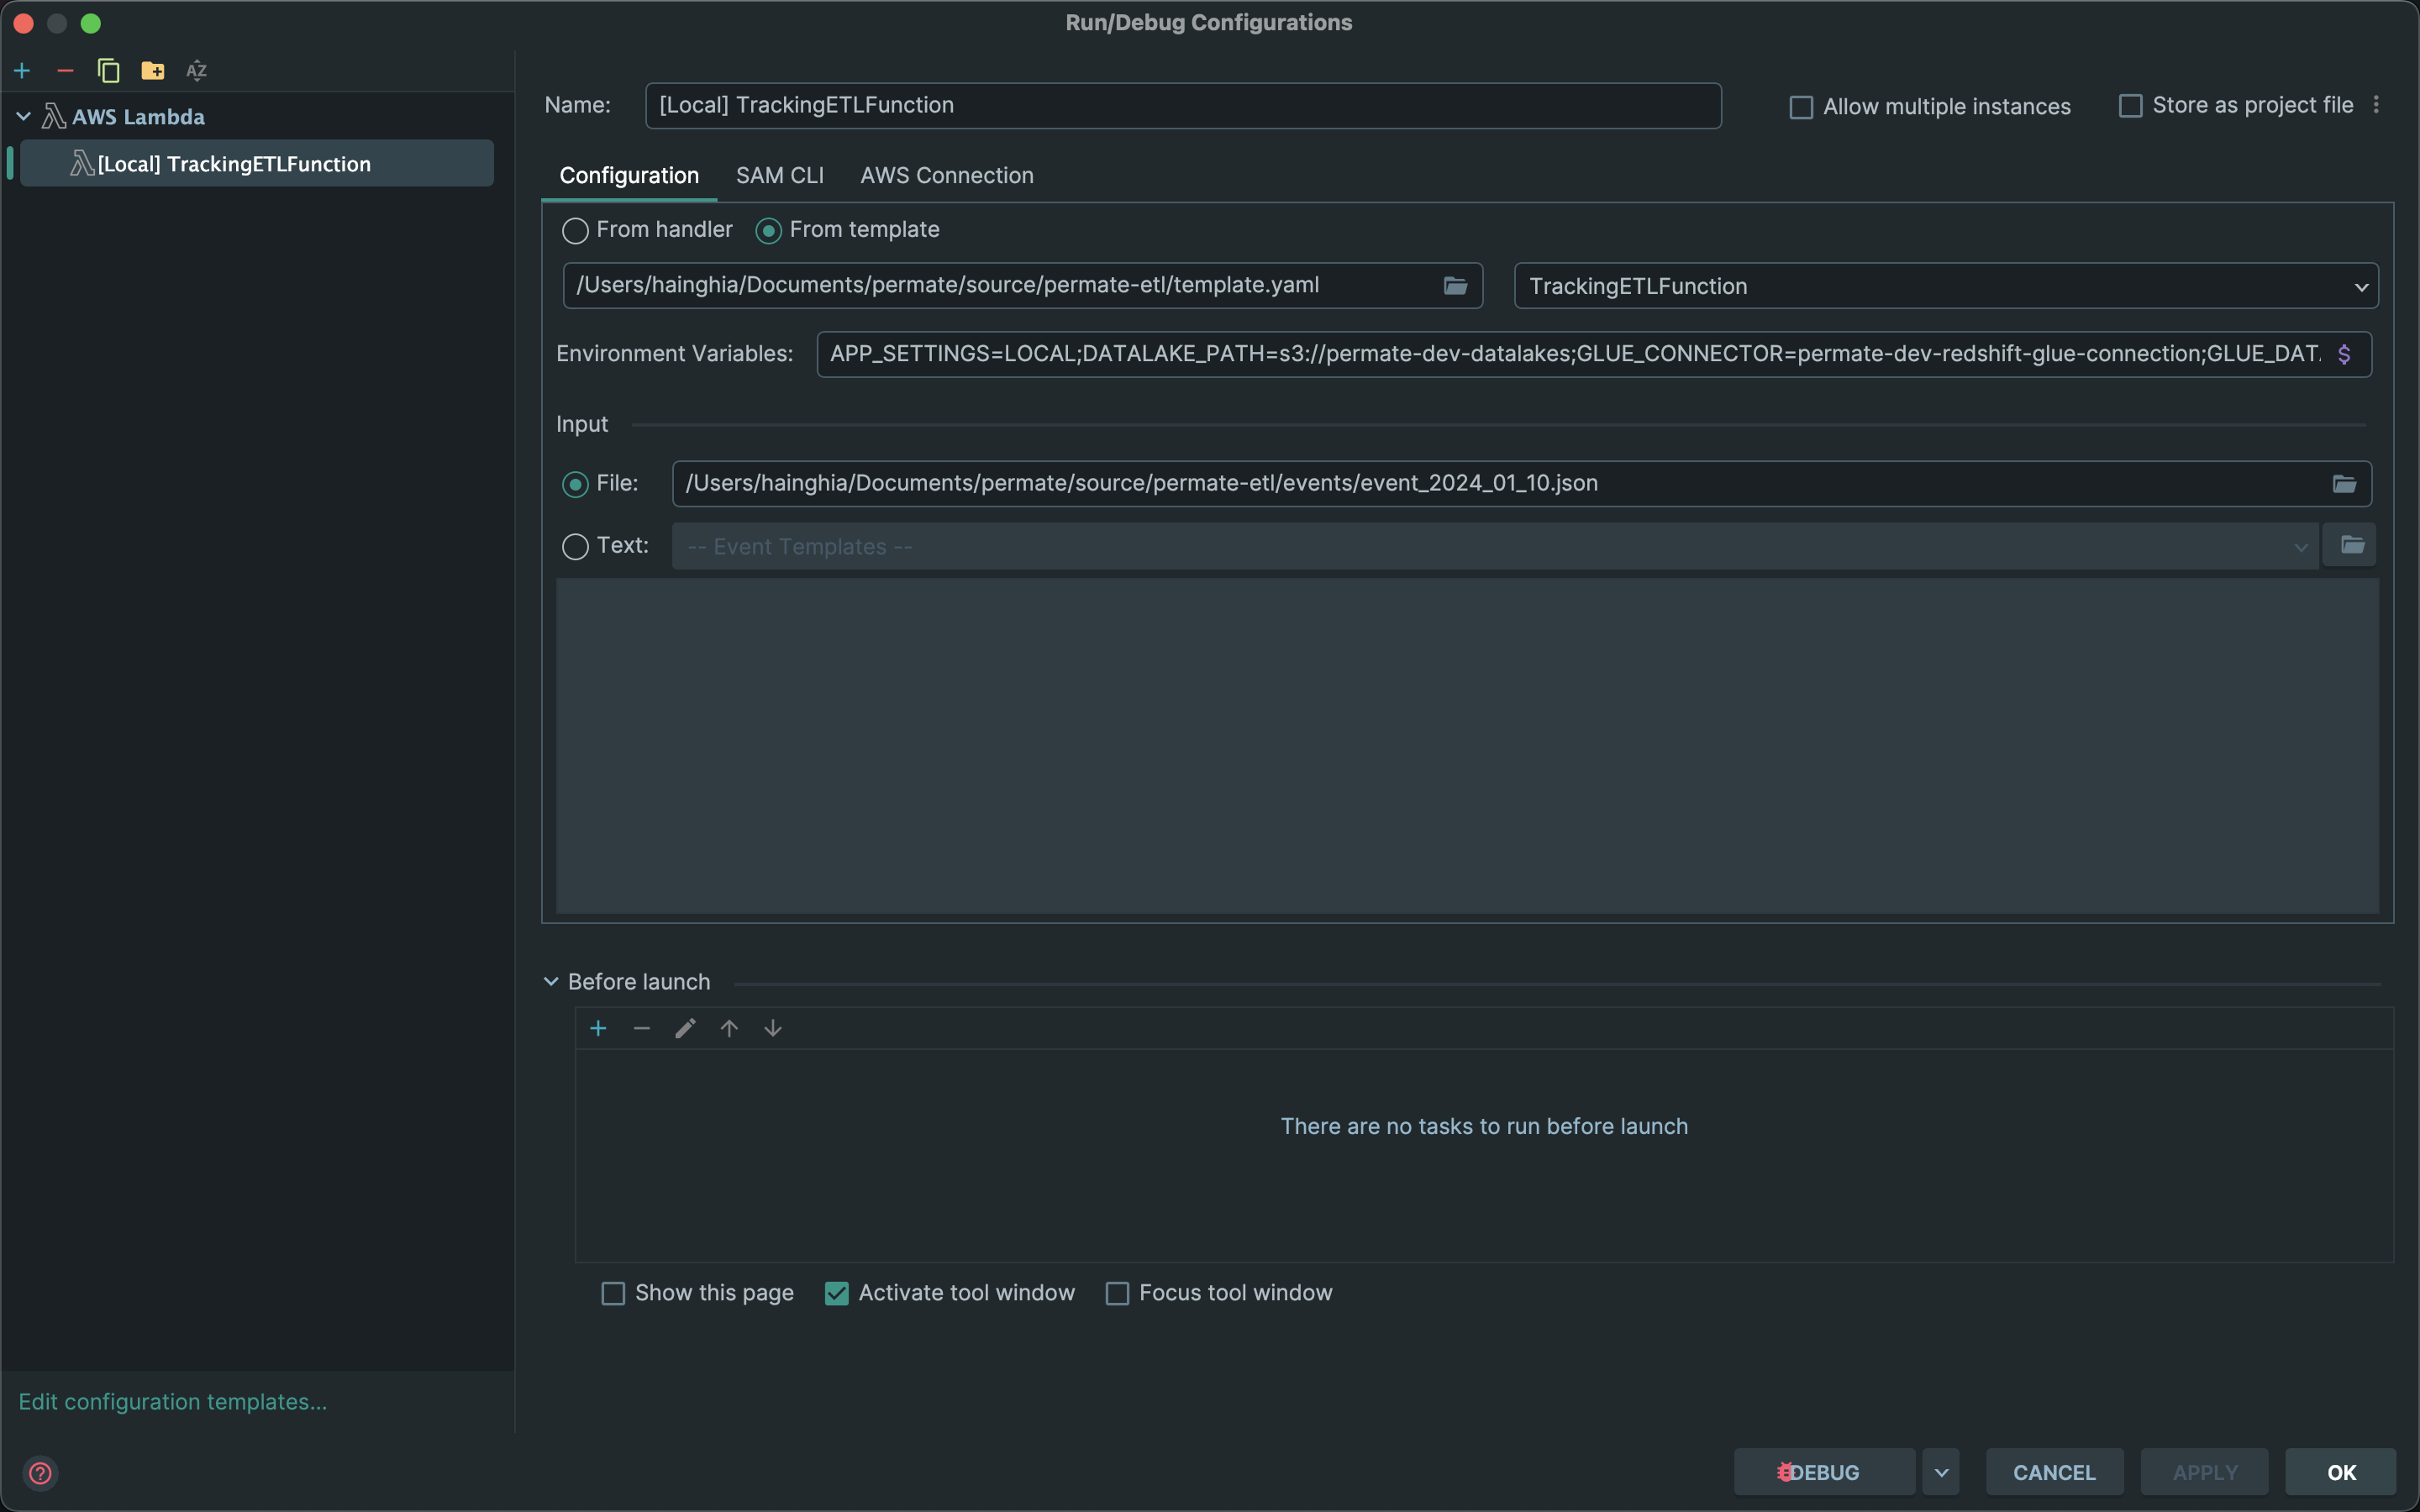 Run/Debug Configurations
AWS Lambda
[Local] TrackingETLFunction
Name: [Local] TrackingETLFunction
Allow multiple instances
Store as project file
Configuration SAM CLI AWS Connection
From handler From template
/Users/hainghia/Documents/permate/source/permate-etl/template.yaml
TrackingETLFunction
Environment Variables: APP_SETTINGS=LOCAL;DATALAKE_PATH=s3://permate-dev-datalakes;GLUE_CONNECTOR=permate-dev-redshift-glue-connection;GLUE_DAT
Input
File: /Users/hainghia/Documents/permate/source/permate-etl/events/event_2024_01_10.json
Text: -- Event Templates --
Before launch
There are no tasks to run before launch
Show this page Activate tool window Focus tool window
Edit configuration templates...
DEBUG CANCEL APPLY OK